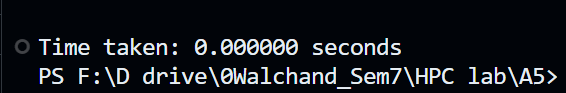 Time taken: 0.000000 seconds
PS F:\D drive\0Walchand_Sem7\HPC lab\A5>